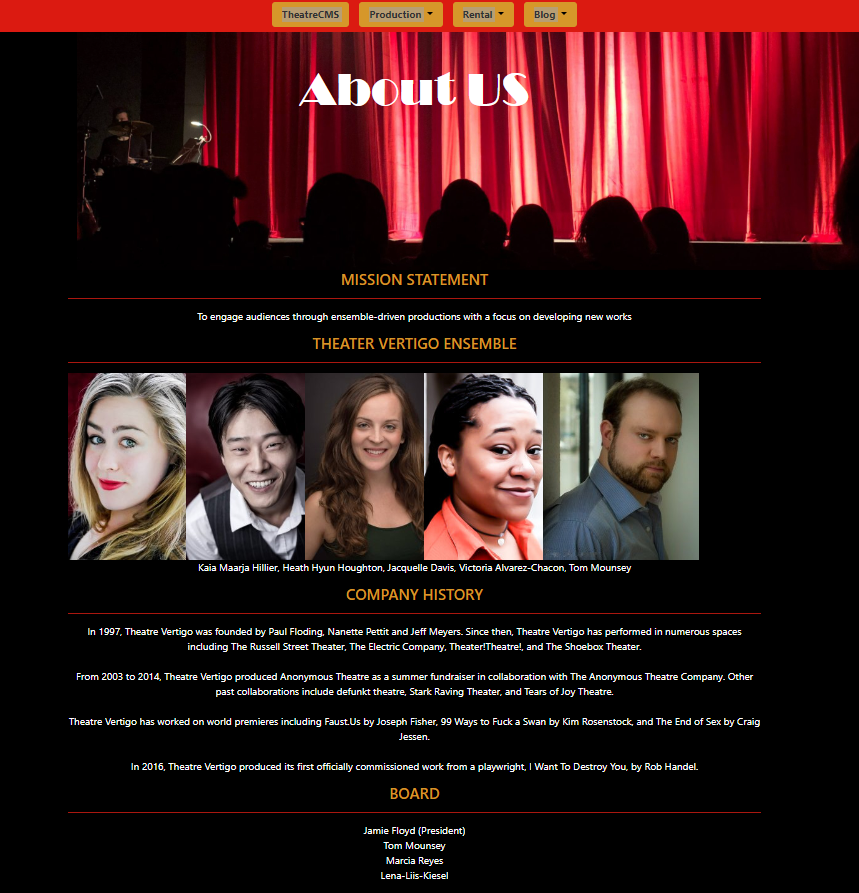 TheatreCMS Production Rental Blog
About US
MISSION STATEMENT
To engage audiences through ensemble-driven productions with a focus on developing new works
THEATER VERTIGO ENSEMBLE
Kaia Maarja Hillier, Heath Hyun Houghton, Jacquelle Davis, Victoria Alvarez-Chacon, Tom Mounsey
COMPANY HISTORY
In 1997, Theatre Vertigo was founded by Paul Floding, Nanette Pettit and Jeff Meyers. Since then, Theatre Vertigo has performed in numerous spaces
including The Russell Street Theater, The Electric Company, Theater!Theatre!, and The Shoebox Theater.
From 2003 to 2014, Theatre Vertigo produced Anonymous Theatre as a summer fundraiser in collaboration with The Anonymous Theatre Company. Other
past collaborations include defunkt theatre, Stark Raving Theater, and Tears of Joy Theatre.
Theatre Vertigo has worked on world premieres including Faust.Us by Joseph Fisher, 99 Ways to Fuck a Swan by Kim Rosenstock, and The End of Sex by Craig
Jessen.
In 2016, Theatre Vertigo produced its first officially commissioned work from a playwright, I Want To Destroy You, by Rob Handel.
BOARD
Jamie Floyd (President)
Tom Mounsey
Marcia Reyes
Lena-Liis-Kiesel